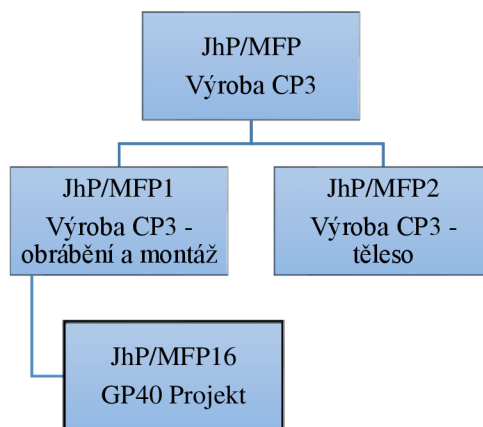 JhP/MFP
Výroba CP3
JhP/MFP1
Výroba CP3 -
obrábění a montáž
JhP/MFP2
Výroba CP3 -
těleso
JhP/MFP16
GP40 Projekt